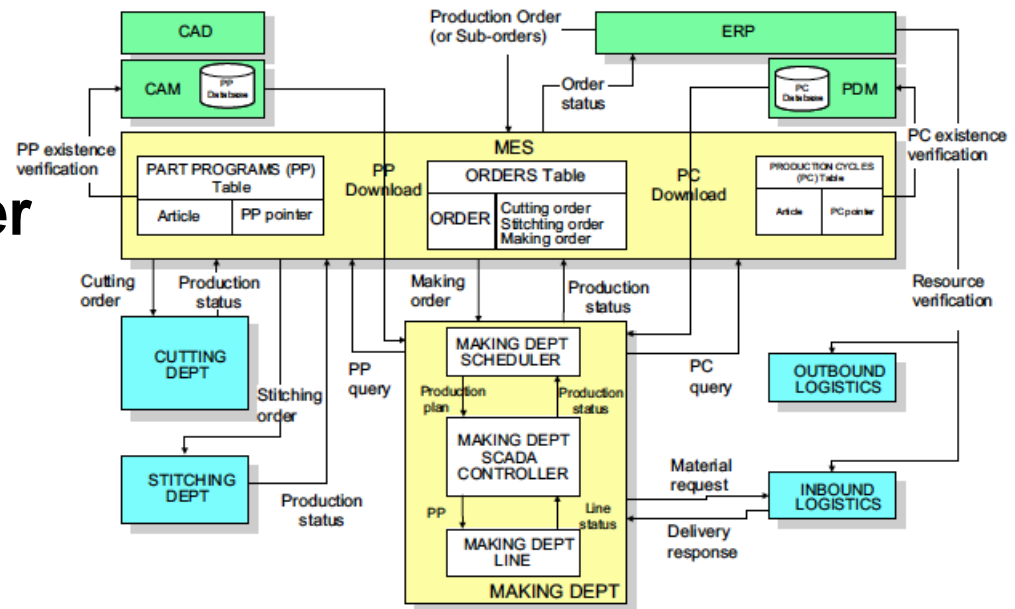 CAD
Production Order
(or Sub-orders)
ERP
CAM
PP
Database
Order
status
PC
Database
PDM
PP existence
verification
PC existence
verification
MES
PART PROGRAMS (PP)
Table
Article
PP pointer
PP
Download
ORDERS Table
ORDER
Cutting order
Stitchting order
Making order
PC
Download
PRODUCTION CYCLES
(PC) Table
Article
PC pointer
er
Cutting
order
Production
status
Making
order
Production
status
Resource
verification
CUTTING
DEPT
Stitching
order
PP
query
MAKING DEPT
SCHEDULER
PC
query
OUTBOUND
LOGISTICS
Production
plan
Production
status
MAKING DEPT
SCADA
CONTROLLER
STITCHING
DEPT
Production
status
Material
request
INBOUND
LOGISTICS
PP
Line
status
Delivery
response
MAKING DEPT
LINE
MAKING DEPT